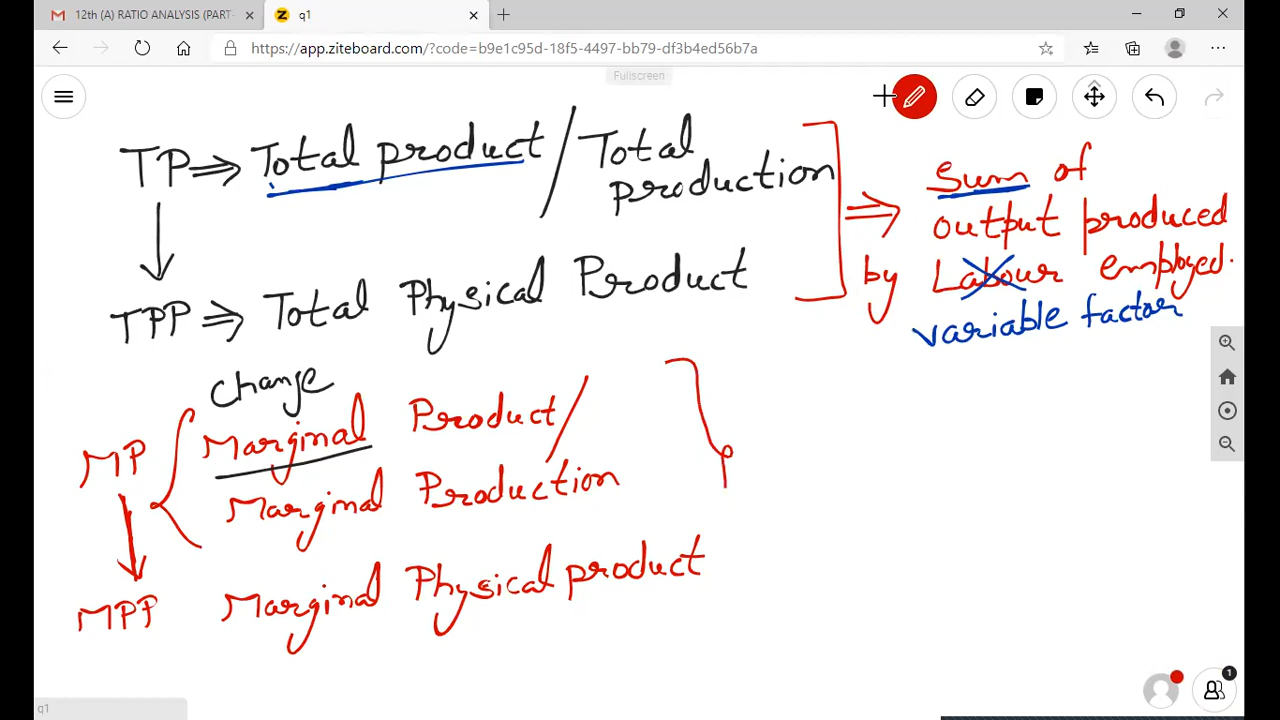 12th (A) RATIO ANALYSIS (PART-
q1
https://app.ziteboard.com/?code=b9e1c95d-18f5-4497-bb79-df3b4ed56b7a
Fullscreen
TP ⇒ Total product / Total production
⇒ Sum of
output produced
by Labour employed.
variable factor
TPP ⇒ Total Physical Product
change
MP { Marginal Product /
Marginal Production
MPP Marginal Physical product
1
q1